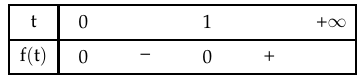 t 0 1 +∞
f(t) 0 − 0 +